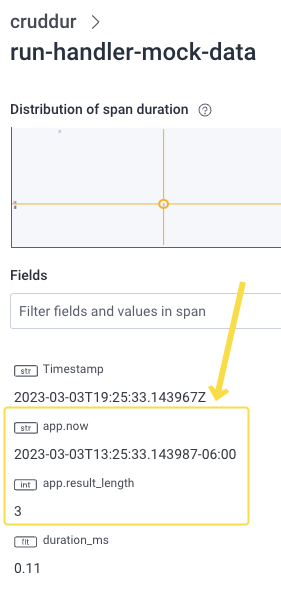 cruddur >
run-handler-mock-data
Distribution of span duration ?
Fields
Filter fields and values in span
str Timestamp
2023-03-03T19:25:33.143967Z
str app.now
2023-03-03T13:25:33.143987-06:00
int app.result_length
3
flt duration_ms
0.11